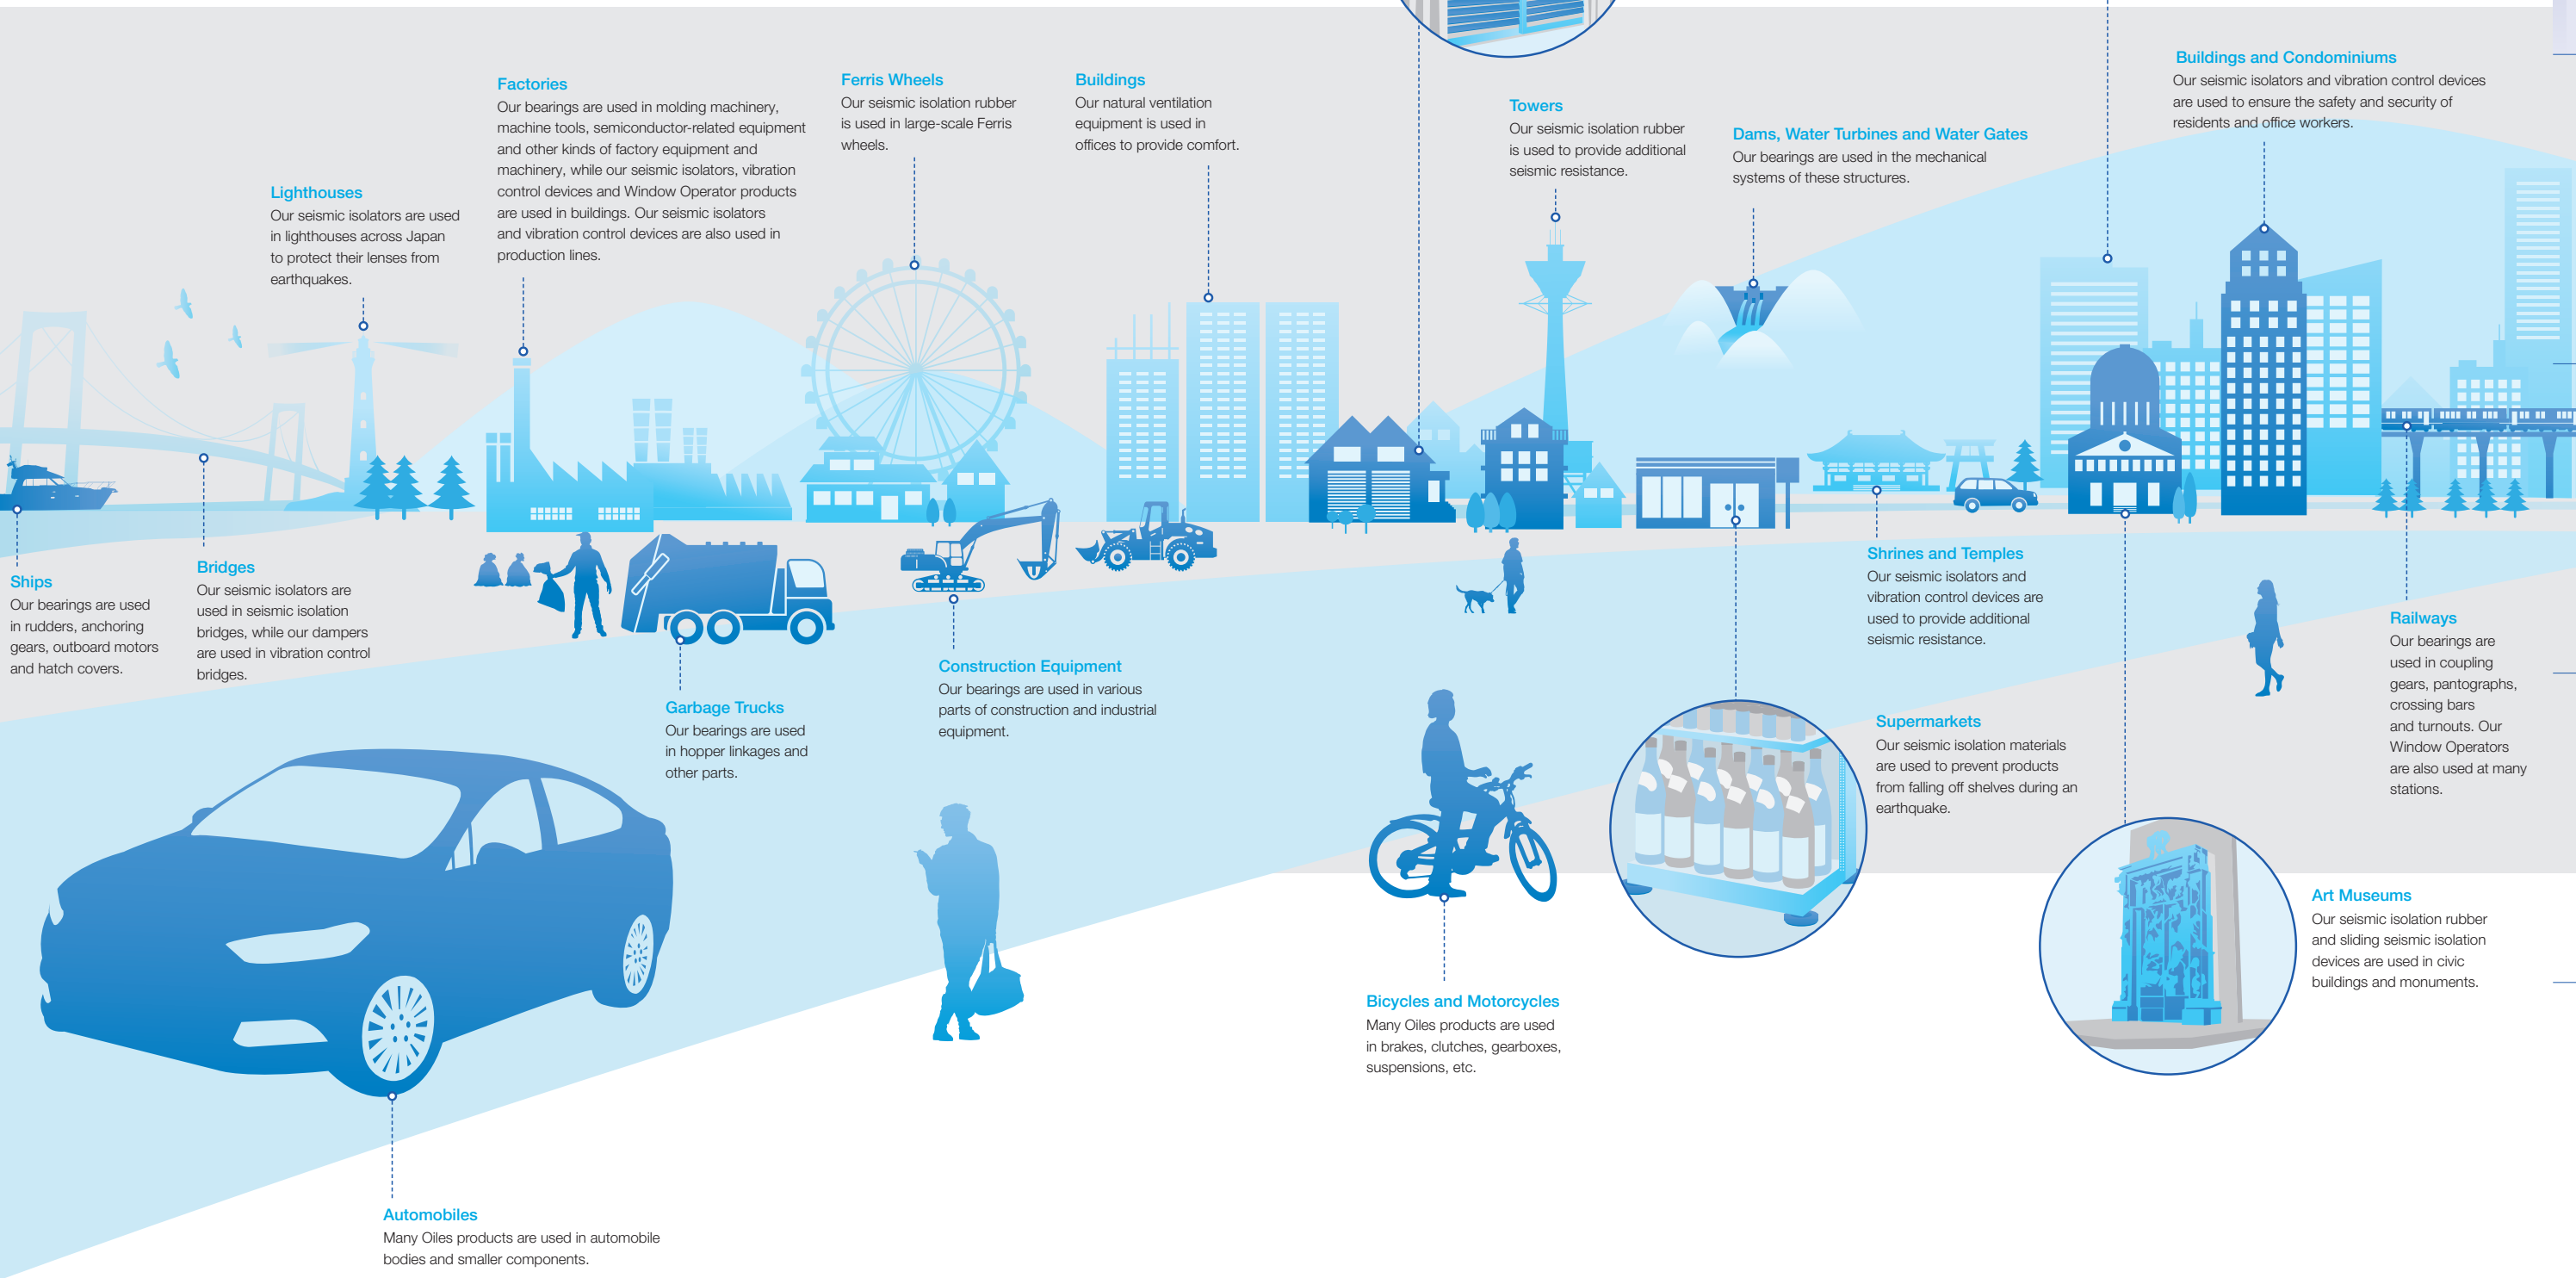 Lighthouses
Our seismic isolators are used
in lighthouses across Japan
to protect their lenses from
earthquakes.
Factories
Our bearings are used in molding machinery,
machine tools, semiconductor-related equipment
and other kinds of factory equipment and
machinery, while our seismic isolators, vibration
control devices and Window Operator products
are used in buildings. Our seismic isolators
and vibration control devices are also used in
production lines.
Ferris Wheels
Our seismic isolation rubber
is used in large-scale Ferris
wheels.
Buildings
Our natural ventilation
equipment is used in
offices to provide comfort.
Towers
Our seismic isolation rubber
is used to provide additional
seismic resistance.
Dams, Water Turbines and Water Gates
Our bearings are used in the mechanical
systems of these structures.
Buildings and Condominiums
Our seismic isolators and vibration control devices
are used to ensure the safety and security of
residents and office workers.
Ships
Our bearings are used
in rudders, anchoring
gears, outboard motors
and hatch covers.
Bridges
Our seismic isolators are
used in seismic isolation
bridges, while our dampers
are used in vibration control
bridges.
Garbage Trucks
Our bearings are used
in hopper linkages and
other parts.
Construction Equipment
Our bearings are used in various
parts of construction and industrial
equipment.
Shrines and Temples
Our seismic isolators and
vibration control devices are
used to provide additional
seismic resistance.
Supermarkets
Our seismic isolation materials
are used to prevent products
from falling off shelves during an
earthquake.
Railways
Our bearings are
used in coupling
gears, pantographs,
crossing bars
and turnouts. Our
Window Operators
are also used at many
stations.
Art Museums
Our seismic isolation rubber
and sliding seismic isolation
devices are used in civic
buildings and monuments.
Bicycles and Motorcycles
Many Oiles products are used
in brakes, clutches, gearboxes,
suspensions, etc.
Automobiles
Many Oiles products are used in automobile
bodies and smaller components.